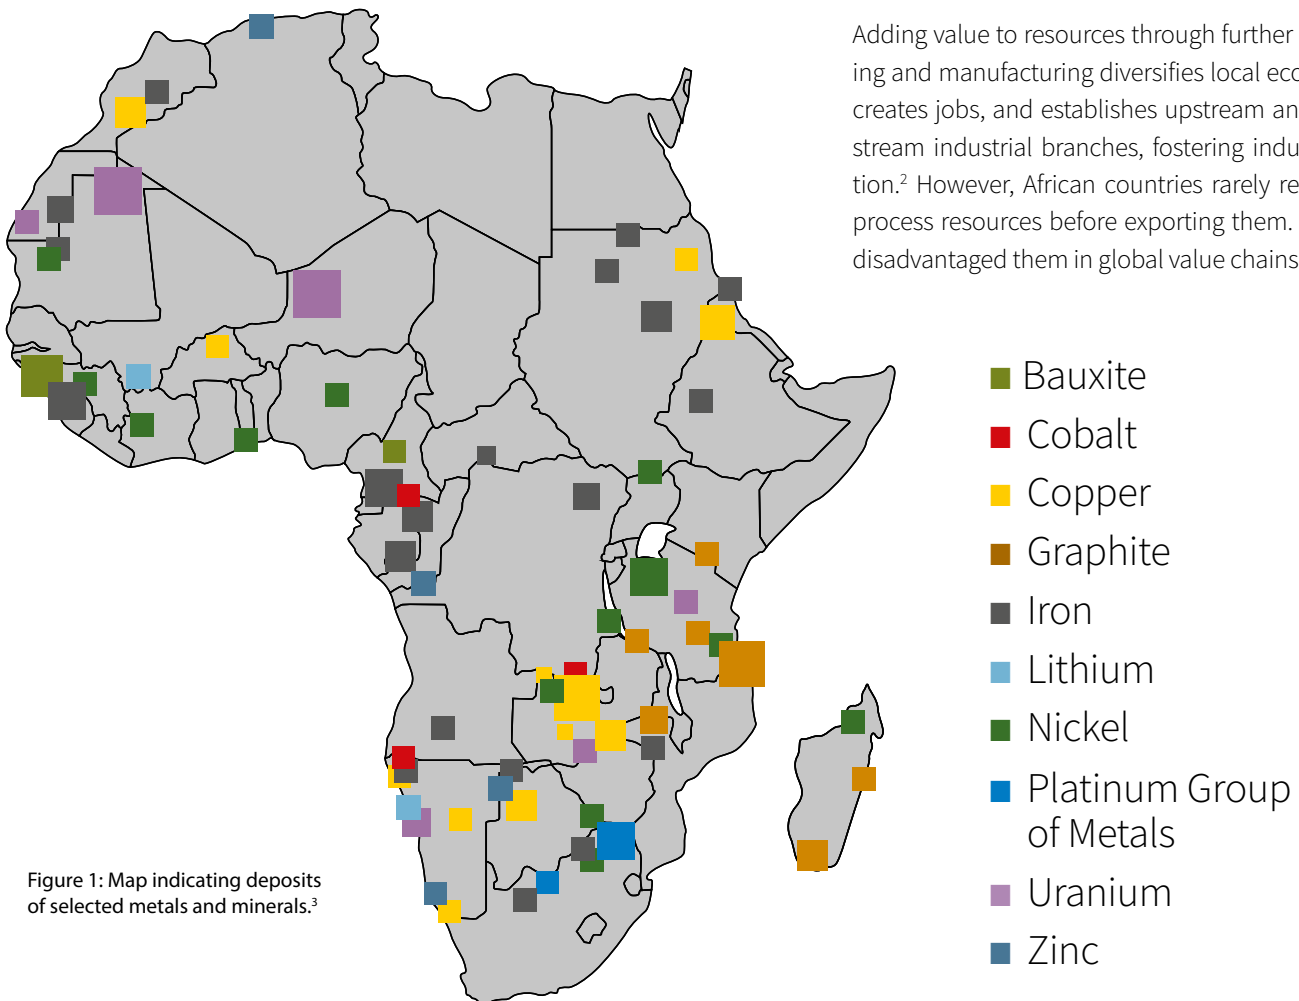 Adding value to resources through further
ing and manufacturing diversifies local eco
creates jobs, and establishes upstream an
stream industrial branches, fostering indu
tion.² However, African countries rarely re
process resources before exporting them.
disadvantaged them in global value chains
Bauxite
Cobalt
Copper
Graphite
Iron
Lithium
Nickel
Platinum Group
of Metals
Uranium
Zinc
Figure 1: Map indicating deposits
of selected metals and minerals.³